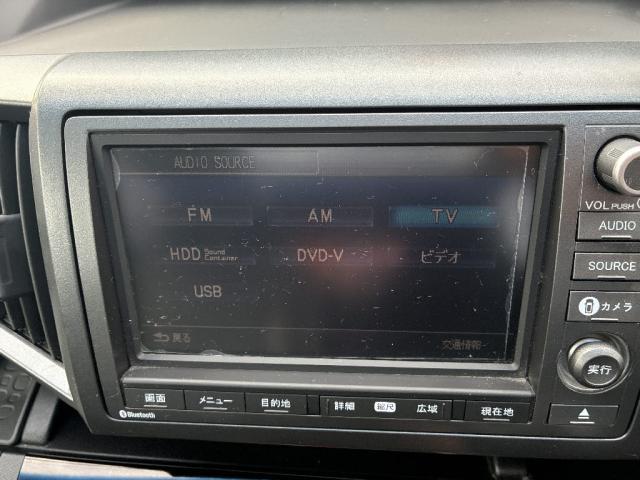 AUDIO SOURCE
FM AM TV
HDD Sound Container DVD-V ビデオ
USB
戻る 交通情報
VOL PUSH
AUDIO
SOURCE
カメラ
実行
画面 メニュー 目的地 詳細 縮尺 広域 現在地
Bluetooth